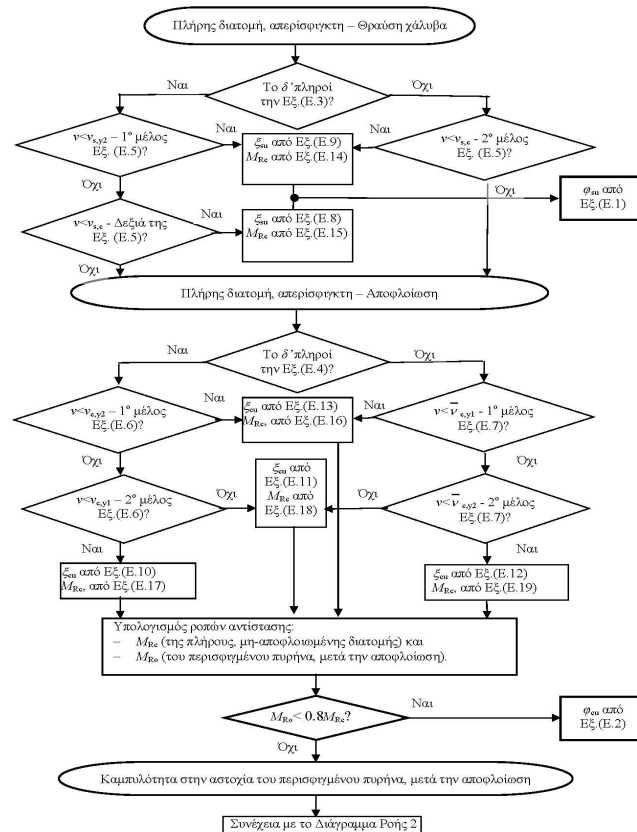 Πλήρης διατομή, απερίσφιγκτη – Θραύση χάλυβα
Ναι
Το δ΄πληροί
την Εξ.(Ε.3)?
Όχι
ν<νs,y2 – 1° μέλος
Εξ. (Ε.5)?
Ναι
ξsu από Εξ.(Ε.9)
MRc από Εξ.(Ε.14)
Ναι
ν<νs,c - 2° μέλος
Εξ. (Ε.5)?
Όχι
Όχι
φsu από
Εξ.(Ε.1)
ν<νs,c - Δεξιά της
Εξ. (Ε.5)?
Ναι
ξsu από Εξ.(Ε.8)
MRc από Εξ.(Ε.15)
Όχι
Πλήρης διατομή, απερίσφιγκτη – Αποφλοίωση
Ναι
Το δ΄πληροί
την Εξ.(Ε.4)?
Όχι
ν<νc,y2 – 1° μέλος
Εξ.(Ε.6)?
Ναι
ξcu από Εξ.(Ε.13)
MRc, από Εξ.(Ε.16)
Ναι
ν<ν̅c,y1 - 1° μέλος
Εξ.(Ε.7)?
Όχι
Όχι
ν<νc,y1 – 2° μέλος
Εξ.(Ε.6)?
Όχι
ξcu από
Εξ.(Ε.11)
MRc από
Εξ.(Ε.18)
Όχι
ν<ν̅c,y2 - 2° μέλος
Εξ.(Ε.7)?
Ναι
Ναι
ξcu από Εξ.(Ε.10)
MRc, από Εξ.(Ε.17)
ξcu από Εξ.(Ε.12)
MRc, από Εξ.(Ε.19)
Υπολογισμός ροπών αντίστασης:
– MRc (της πλήρους, μη-αποφλοιωμένης διατομής) και
– MRo (του περισφιγμένου πυρήνα, μετά την αποφλοίωση).
MRo< 0.8MRc?
Ναι
φcu από
Εξ.(Ε.2)
Όχι
Καμπυλότητα στην αστοχία του περισφιγμένου πυρήνα, μετά την αποφλοίωση
Συνέχεια με το Διάγραμμα Ροής 2